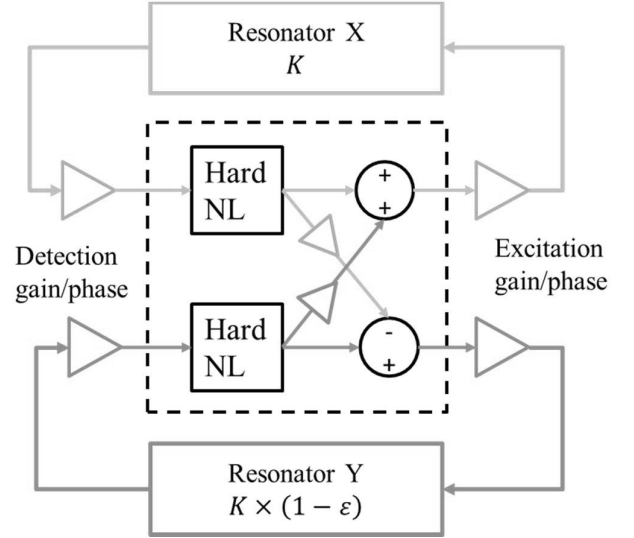 Resonator X
K
Hard
NL
+
+
Detection
gain/phase
Excitation
gain/phase
Hard
NL
-
+
Resonator Y
K × (1 − ε)